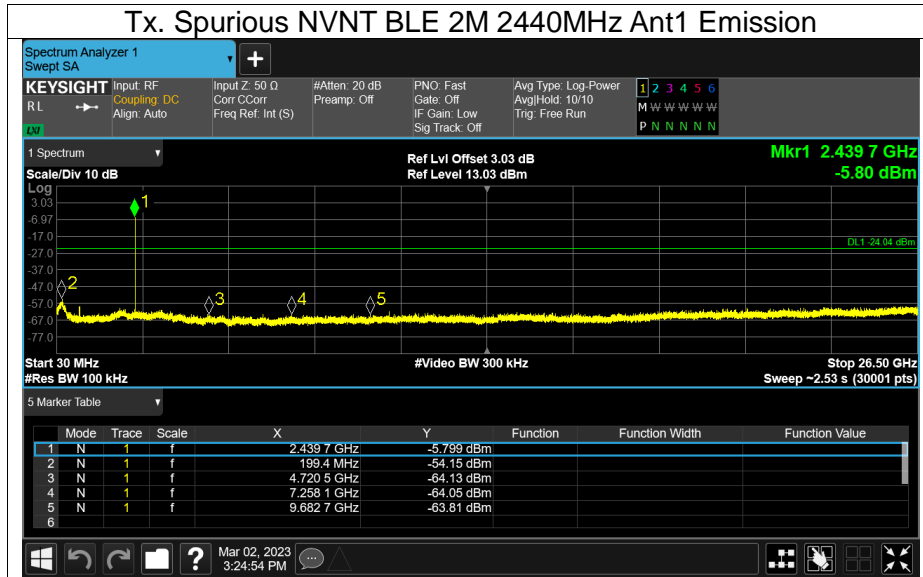 Tx. Spurious NVNT BLE 2M 2440MHz Ant1 Emission
Spectrum Analyzer 1
Swept SA
+
KEYSIGHT
RL
LXI
Input: RF
Coupling: DC
Align: Auto
Input Z: 50 Ω
Corr CCorr
Freq Ref: Int (S)
#Atten: 20 dB
Preamp: Off
PNO: Fast
Gate: Off
IF Gain: Low
Sig Track: Off
Avg Type: Log-Power
Avg|Hold: 10/10
Trig: Free Run
1 2 3 4 5 6
M W W W W W
P N N N N N
1 Spectrum
Scale/Div 10 dB
Ref Lvl Offset 3.03 dB
Ref Level 13.03 dBm
Mkr1 2.439 7 GHz
-5.80 dBm
Log
3.03
-6.97
-17.0
-27.0
-37.0
-47.0
-57.0
-67.0
-77.0
1
2
3
4
5
DL1 -24.04 dBm
Start 30 MHz
#Video BW 300 kHz
Stop 26.50 GHz
#Res BW 100 kHz
Sweep ~2.53 s (30001 pts)
5 Marker Table
Mode Trace Scale X Y Function Function Width Function Value
1 N 1 f 2.439 7 GHz -5.799 dBm
2 N 1 f 199.4 MHz -54.15 dBm
3 N 1 f 4.720 5 GHz -64.13 dBm
4 N 1 f 7.258 1 GHz -64.05 dBm
5 N 1 f 9.682 7 GHz -63.81 dBm
6
?
Mar 02, 2023
3:24:54 PM